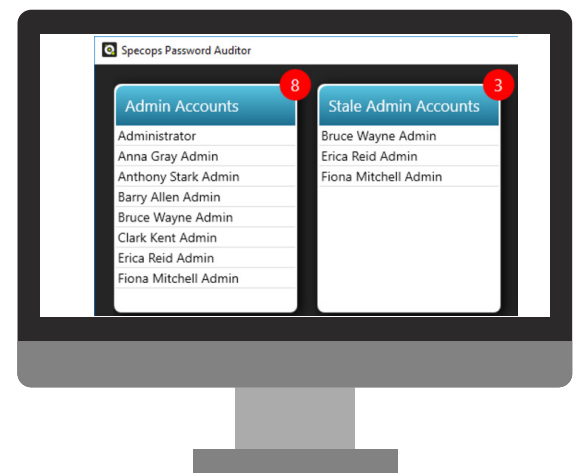 Specops Password Auditor
Admin Accounts
8
Administrator
Anna Gray Admin
Anthony Stark Admin
Barry Allen Admin
Bruce Wayne Admin
Clark Kent Admin
Erica Reid Admin
Fiona Mitchell Admin
Stale Admin Accounts
3
Bruce Wayne Admin
Erica Reid Admin
Fiona Mitchell Admin